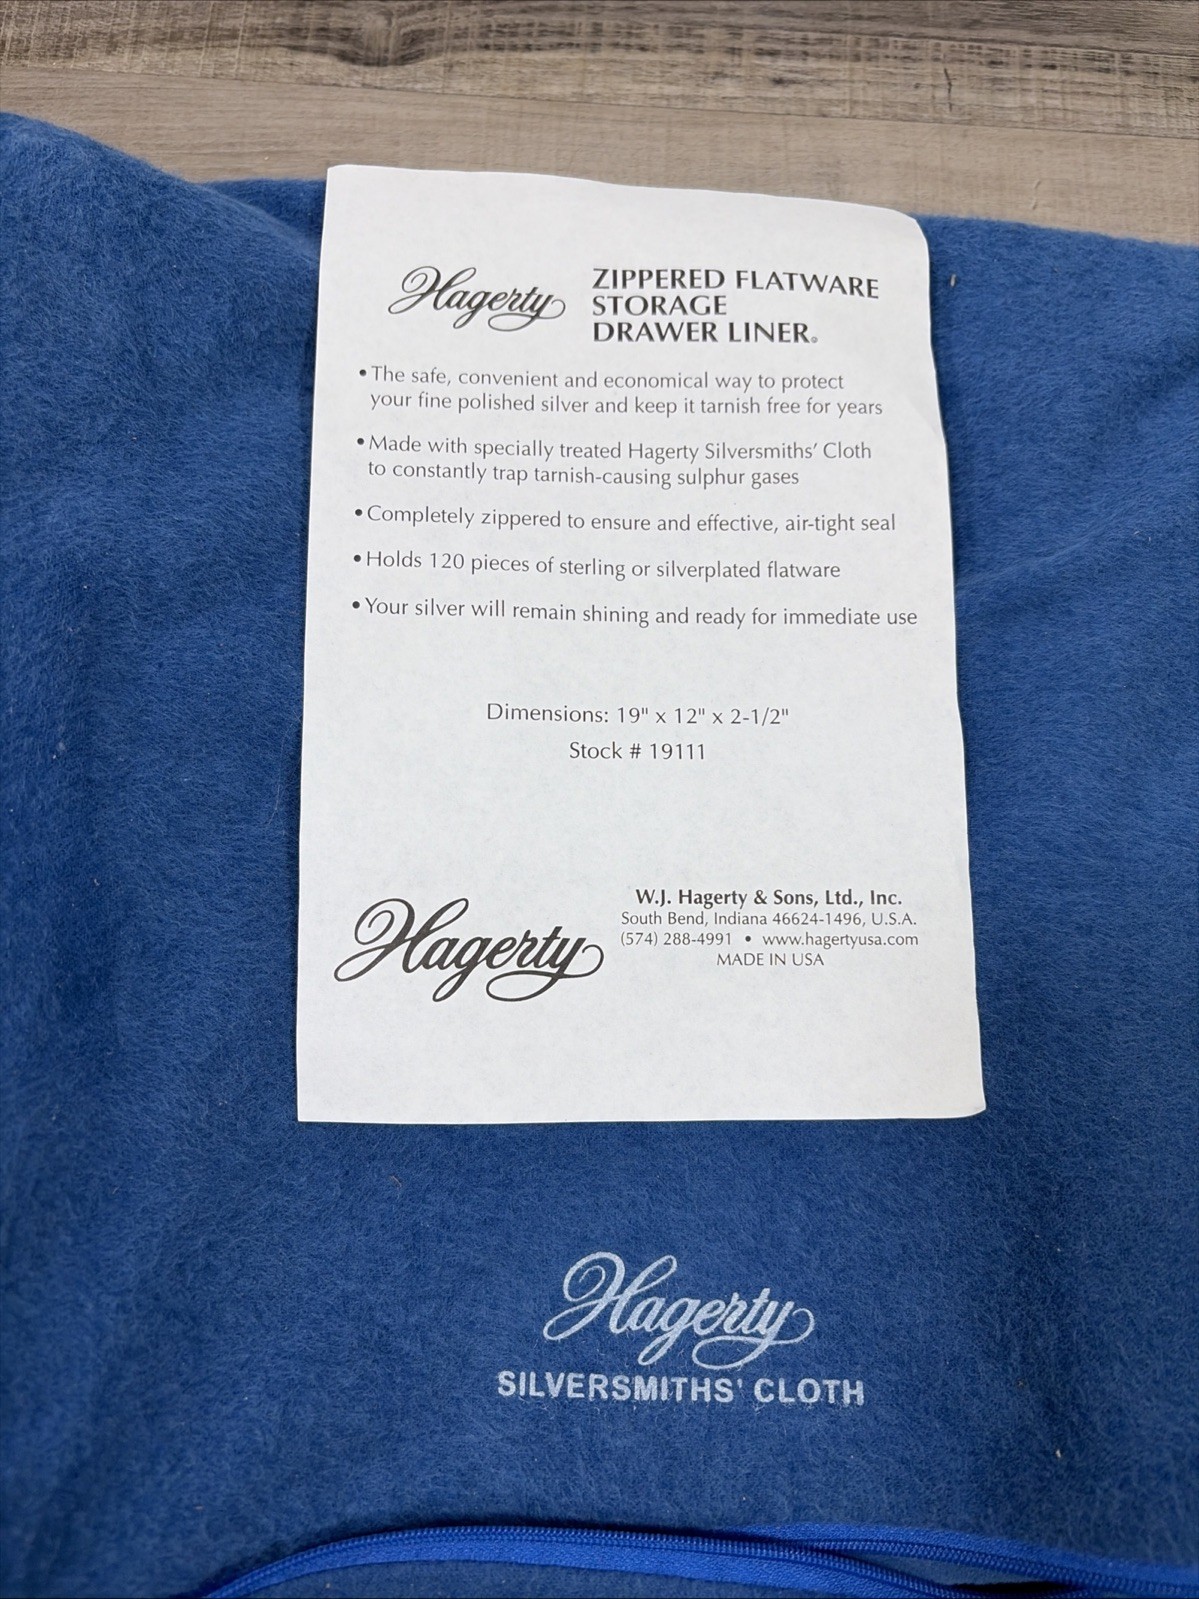 Hagerty
ZIPPERED FLATWARE
STORAGE
DRAWER LINER®
• The safe, convenient and economical way to protect
your fine polished silver and keep it tarnish free for years
• Made with specially treated Hagerty Silversmiths' Cloth
to constantly trap tarnish-causing sulphur gases
• Completely zippered to ensure and effective, air-tight seal
• Holds 120 pieces of sterling or silverplated flatware
• Your silver will remain shining and ready for immediate use
Dimensions: 19" x 12" x 2-1/2"
Stock # 19111
Hagerty
W.J. Hagerty & Sons, Ltd., Inc.
South Bend, Indiana 46624-1496, U.S.A.
(574) 288-4991 • www.hagertyusa.com
MADE IN USA
Hagerty
SILVERSMITHS' CLOTH